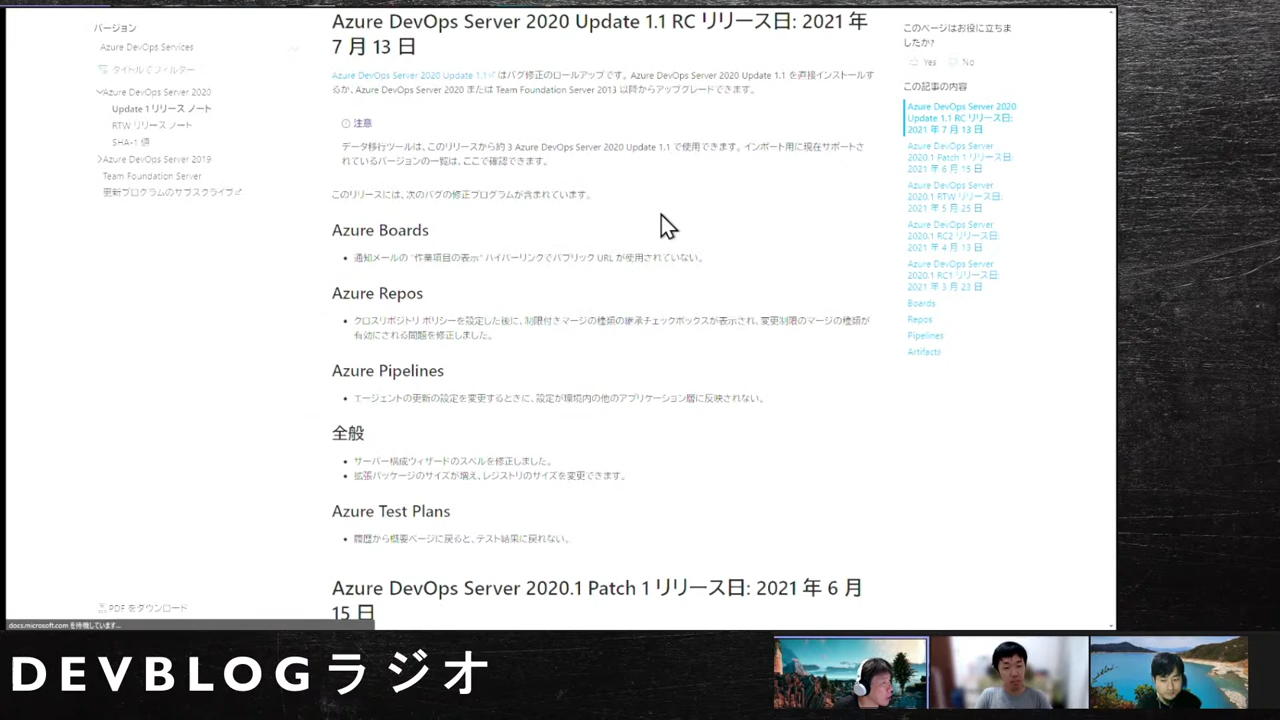 バージョン
Azure DevOps Services
タイトルでフィルター
Azure DevOps Server 2020
Update 1 リリース ノート
RTW リリース ノート
SHA-1 値
Azure DevOps Server 2019
Team Foundation Server
更新プログラムのサブスクライブ
PDF をダウンロード
docs.microsoft.com を待機しています...
Azure DevOps Server 2020 Update 1.1 RC リリース日: 2021 年
7 月 13 日
Azure DevOps Server 2020 Update 1.1 はバグ修正のロールアップです。Azure DevOps Server 2020 Update 1.1 を直接インストールす
るか、Azure DevOps Server 2020 または Team Foundation Server 2013 以降からアップグレードできます。
注意
データ移行ツールは、このリリースから約 3 Azure DevOps Server 2020 Update 1.1 で使用できます。インポート用に現在サポートさ
れているバージョンの一覧は、ここで確認できます。
このリリースには、次のバグの修正プログラムが含まれています。
Azure Boards
通知メールの "作業項目の表示" ハイパーリンクでパブリック URL が使用されていない。
Azure Repos
クロスリポジトリ ポリシーを設定した後に、制限付きマージの種類の継承チェックボックスが表示され、変更制限のマージの種類が
有効にされる問題を修正しました。
Azure Pipelines
エージェントの更新の設定を変更するときに、設定が環境内の他のアプリケーション層に反映されない。
全般
サーバー構成ウィザードのスペルを修正しました。
拡張パッケージのサイズが増え、レジストリのサイズを変更できます。
Azure Test Plans
履歴から概要ページに戻ると、テスト結果に戻れない。
Azure DevOps Server 2020.1 Patch 1 リリース日: 2021 年 6 月
15 日
このページはお役に立ちま
したか?
Yes No
この記事の内容
Azure DevOps Server 2020
Update 1.1 RC リリース日:
2021 年 7 月 13 日
Azure DevOps Server
2020.1 Patch 1 リリース日:
2021 年 6 月 15 日
Azure DevOps Server
2020.1 RTW リリース日:
2021 年 5 月 25 日
Azure DevOps Server
2020.1 RC2 リリース日:
2021 年 4 月 13 日
Azure DevOps Server
2020.1 RC1 リリース日:
2021 年 3 月 23 日
Boards
Repos
Pipelines
Artifacts
DEVBLOGラジオ